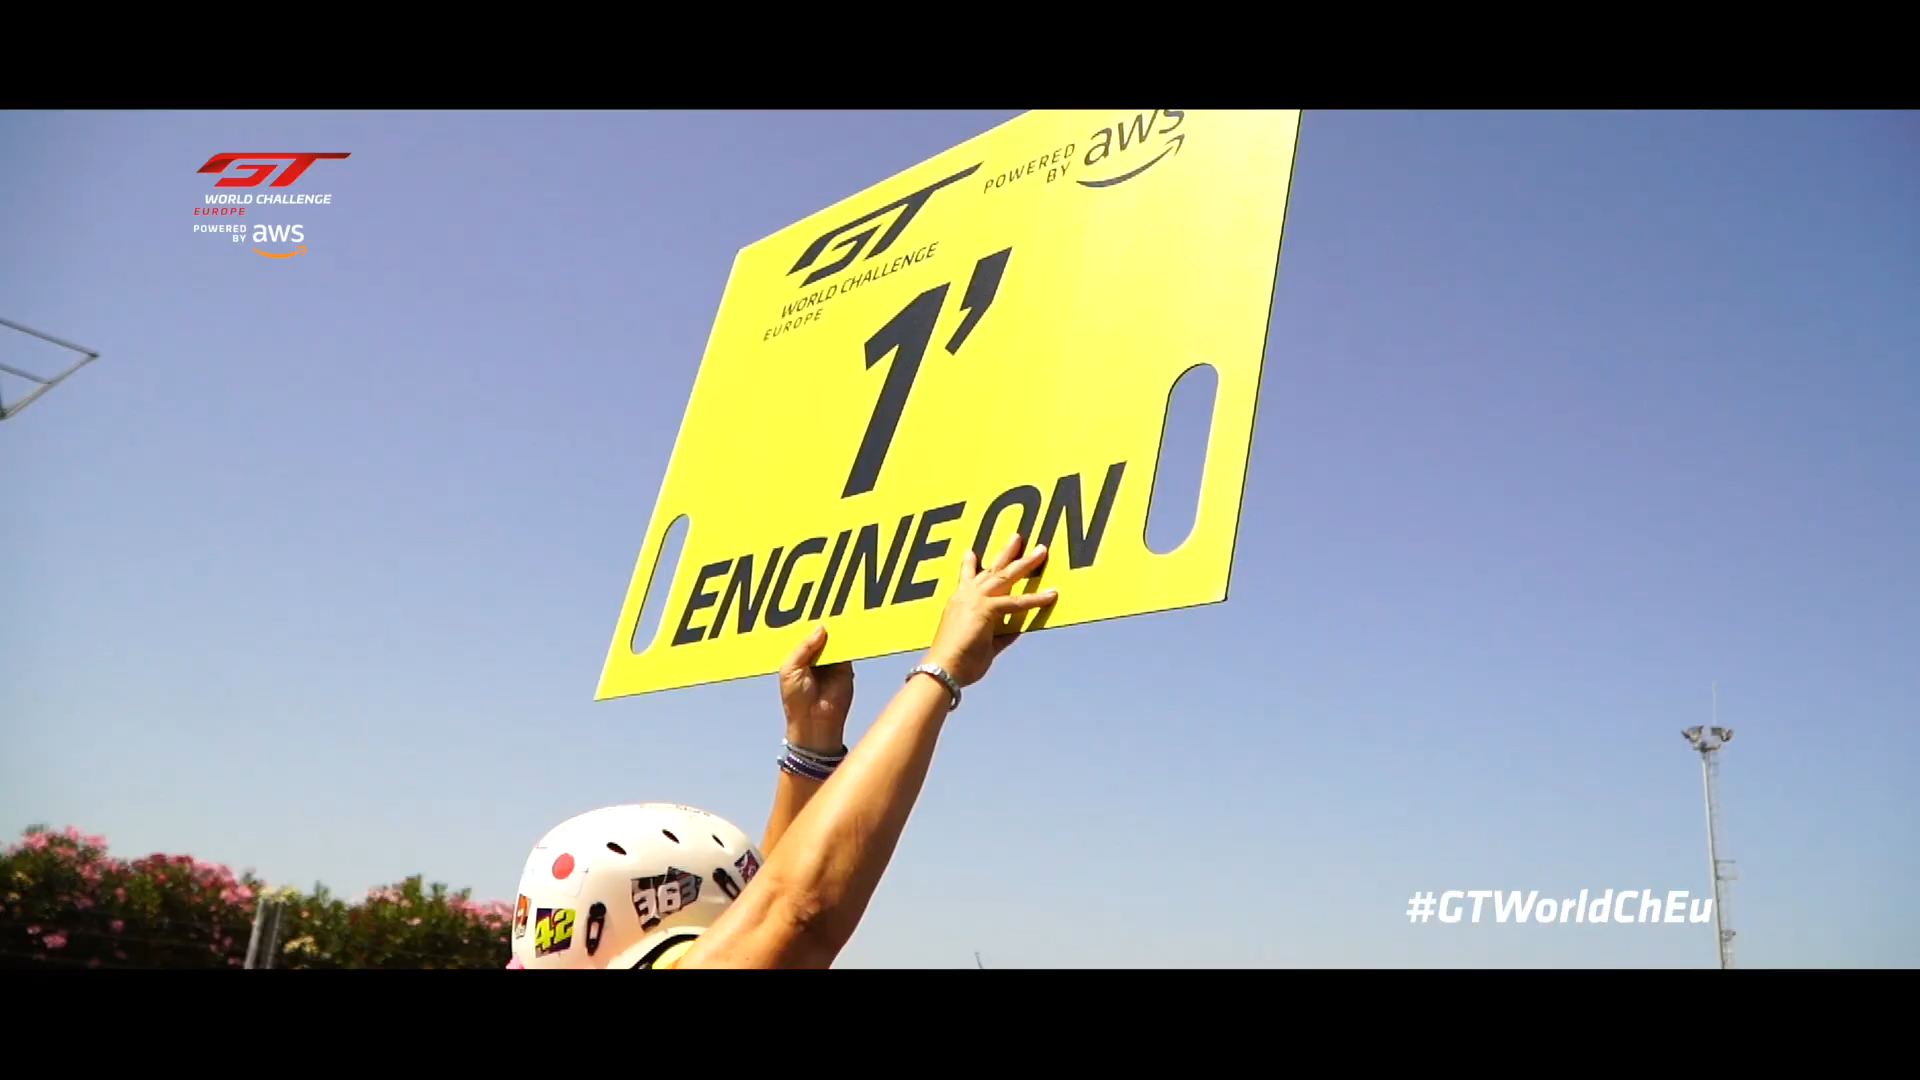 GT
WORLD CHALLENGE
EUROPE
POWERED
BY aws
GT
WORLD CHALLENGE
EUROPE
POWERED
BY aws
1’
ENGINE ON
383
42
#GTWorldChEu